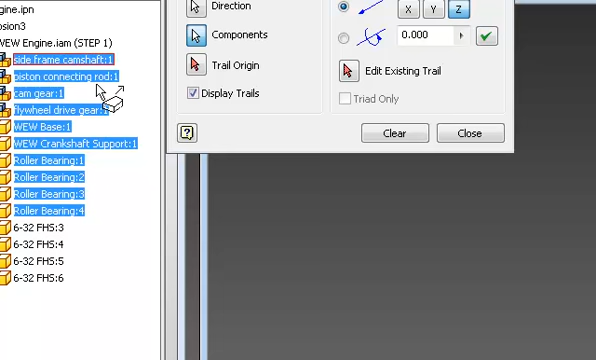 ngine.ipn
osion3
WEW Engine.iam (STEP 1)
side frame camshaft:1
piston connecting rod:1
cam gear:1
flywheel drive gear:1
WEW Base:1
WEW Crankshaft Support:1
Roller Bearing:1
Roller Bearing:2
Roller Bearing:3
Roller Bearing:4
6-32 FHS:3
6-32 FHS:4
6-32 FHS:5
6-32 FHS:6
Direction
Components
Trail Origin
Display Trails
X Y Z
0.000
Edit Existing Trail
Triad Only
?
Clear
Close